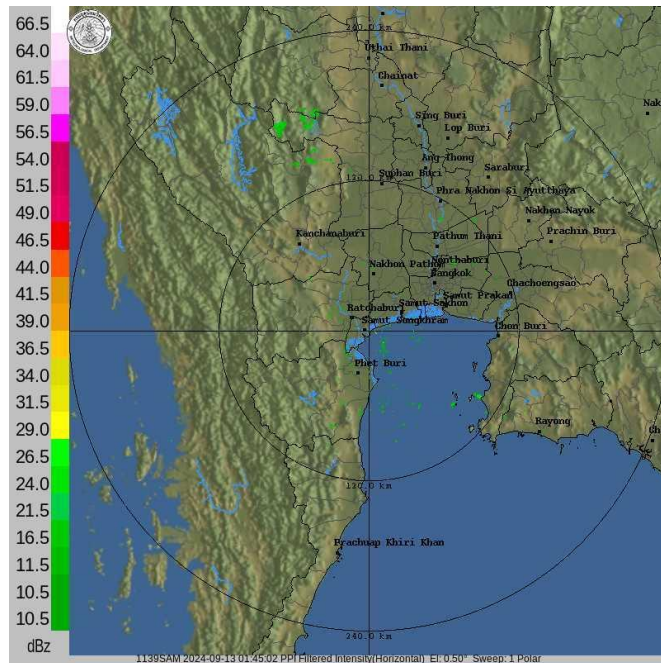 66.5
64.0
61.5
59.0
56.5
54.0
51.5
49.0
46.5
44.0
41.5
39.0
36.5
34.0
31.5
29.0
26.5
24.0
21.5
16.5
11.5
10.5
10.5
dBz
240.0 km
Uthai Thani
Chainat
Nak
Sing Buri
Lop Buri
Ang Thong
Saraburi
Suphan Buri
120.0 km
Phra Nakhon Si Ayutthaya
Nakhon Nayok
Prachin Buri
Kanchanaburi
Pathum Thani
Nakhon Pathom
Nonthaburi
Bangkok
Chachoengsao
Samut Prakan
Samut Sakhon
Ratchaburi
Samut Songkhram
Chon Buri
Phet Buri
Rayong
Ch
120.0 km
Prachuap Khiri Khan
240.0 km
1139SAM 2024-09-13 01:45:02 PPI Filtered Intensity(Horizontal) El: 0.50° Sweep: 1 Polar